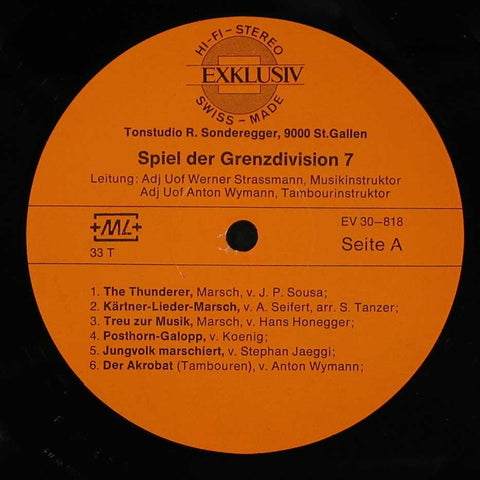 HI-FI-STEREO
EXKLUSIV
SWISS-MADE
Tonstudio R. Sonderegger, 9000 St.Gallen
Spiel der Grenzdivision 7
Leitung: Adj Uof Werner Strassmann, Musikinstruktor
Adj Uof Anton Wymann, Tambourinstruktor
+ML+
EV 30–818
33 T
Seite A
1. The Thunderer, Marsch, v. J. P. Sousa;
2. Kärtner-Lieder-Marsch, v. A. Seifert, arr. S. Tanzer;
3. Treu zur Musik, Marsch, v. Hans Honegger;
4. Posthorn-Galopp, v. Koenig;
5. Jungvolk marschiert, v. Stephan Jaeggi;
6. Der Akrobat (Tambouren), v. Anton Wymann;